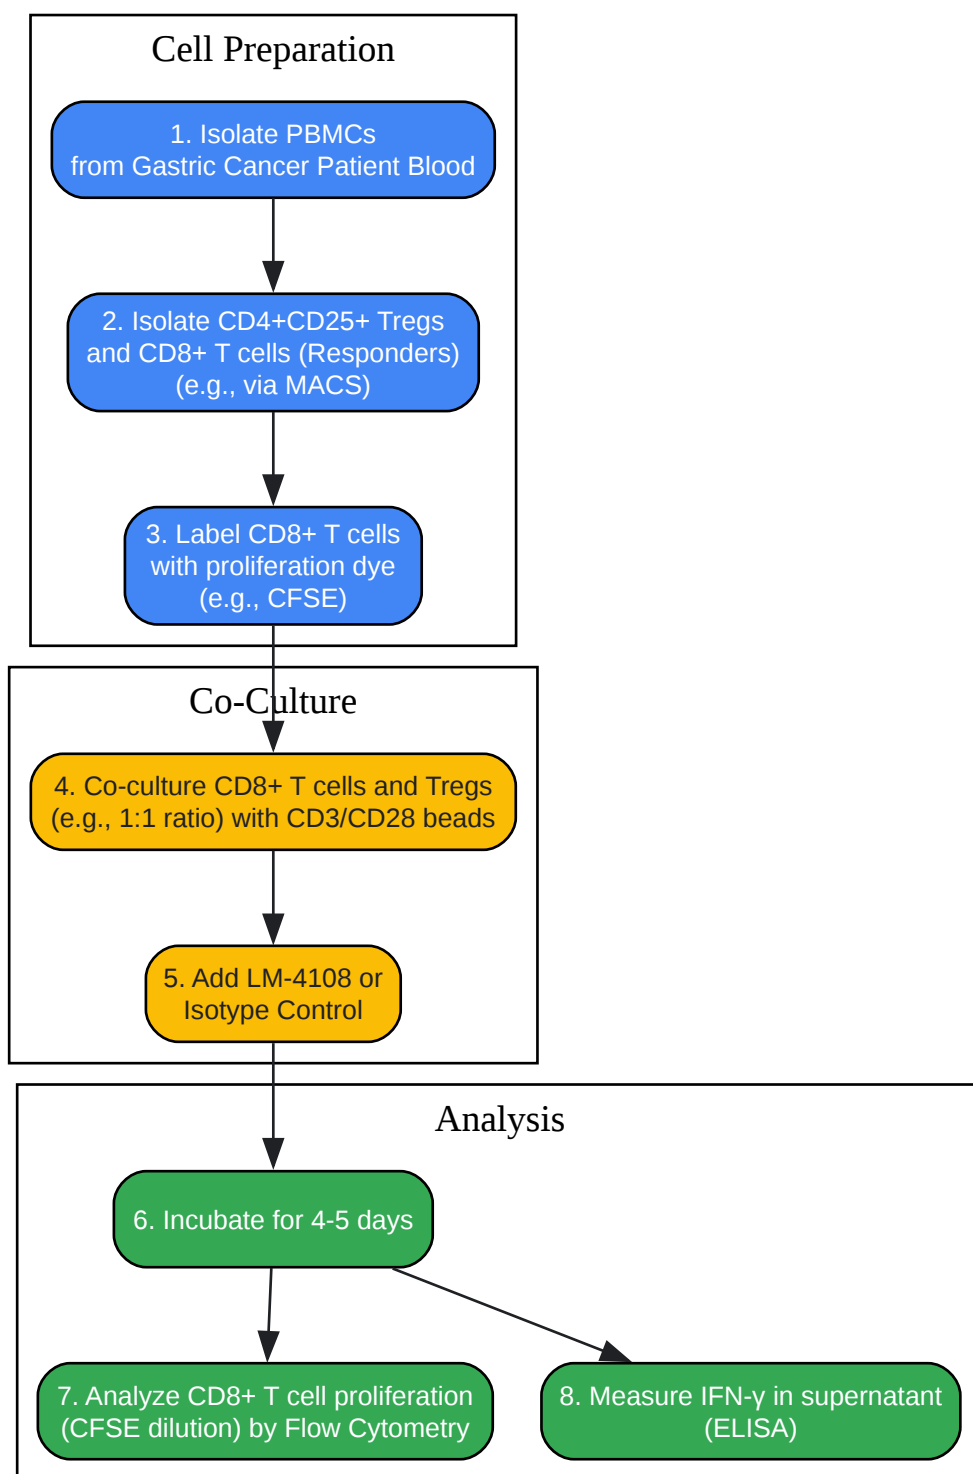 Cell Preparation
1. Isolate PBMCs
from Gastric Cancer Patient Blood
2. Isolate CD4+CD25+ Tregs
and CD8+ T cells (Responders)
(e.g., via MACS)
3. Label CD8+ T cells
with proliferation dye
(e.g., CFSE)
Co-Culture
4. Co-culture CD8+ T cells and Tregs
(e.g., 1:1 ratio) with CD3/CD28 beads
5. Add LM-4108 or
Isotype Control
Analysis
6. Incubate for 4-5 days
7. Analyze CD8+ T cell proliferation
(CFSE dilution) by Flow Cytometry
8. Measure IFN-γ in supernatant
(ELISA)